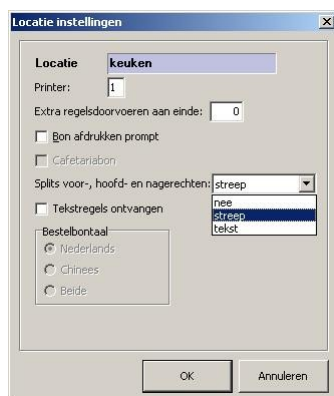 Locatie instellingen
Locatie keuken
Printer: 1
Extra regelsdoorvoeren aan einde: 0
Bon afdrukken prompt
Cafetariabon
Splits voor-, hoofd- en nagerechten: streep
nee
streep
tekst
Tekstregels ontvangen
Bestelbontaal
Nederlands
Chinees
Beide
OK Annuleren